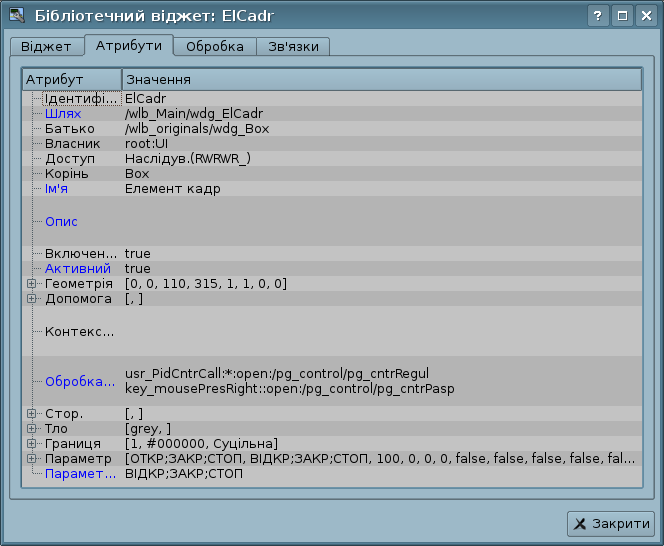 Бібліотечний віджет: ElCadr
Віджет Атрибути Обробка Зв'язки
Атрибут Значення
Ідентифі... ElCadr
Шлях /wlb_Main/wdg_ElCadr
Батько /wlb_originals/wdg_Box
Власник root:UI
Доступ Наслідув.(RWRWR_)
Корінь Box
Ім'я Елемент кадр
Опис
Включен... true
Активний true
Геометрія [0, 0, 110, 315, 1, 1, 0, 0]
Допомога [, ]
Контекс...
Обробка... usr_PidCntrCall:*:open:/pg_control/pg_cntrRegul
key_mousePresRight::open:/pg_control/pg_cntrPasp
Стор. [, ]
Тло [grey, ]
Границя [1, #000000, Суцільна]
Параметр [ОТКР;ЗАКР;СТОП, ВІДКР;ЗАКР;СТОП, 100, 0, 0, 0, false, false, false, false, fal...
Парамет... ВІДКР;ЗАКР;СТОП
Закрити